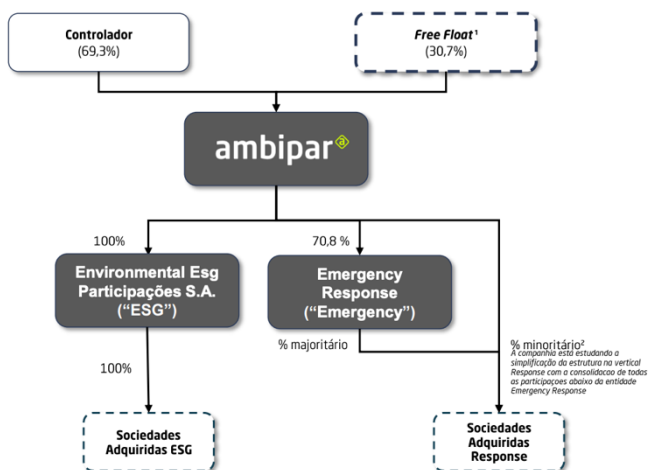 Controlador
(69,3%)
Free Float¹
(30,7%)
ambipar
100%
70,8 %
Environmental Esg
Participações S.A.
(“ESG”)
Emergency
Response
(“Emergency”)
% majoritário
% minoritário²
A companhia está estudando a
simplificação da estrutura na vertical
Response com a consolidacao de todas
as participaçoes abaixo da entidade
Emergency Response
100%
Sociedades
Adquiridas ESG
Sociedades
Adquiridas
Response